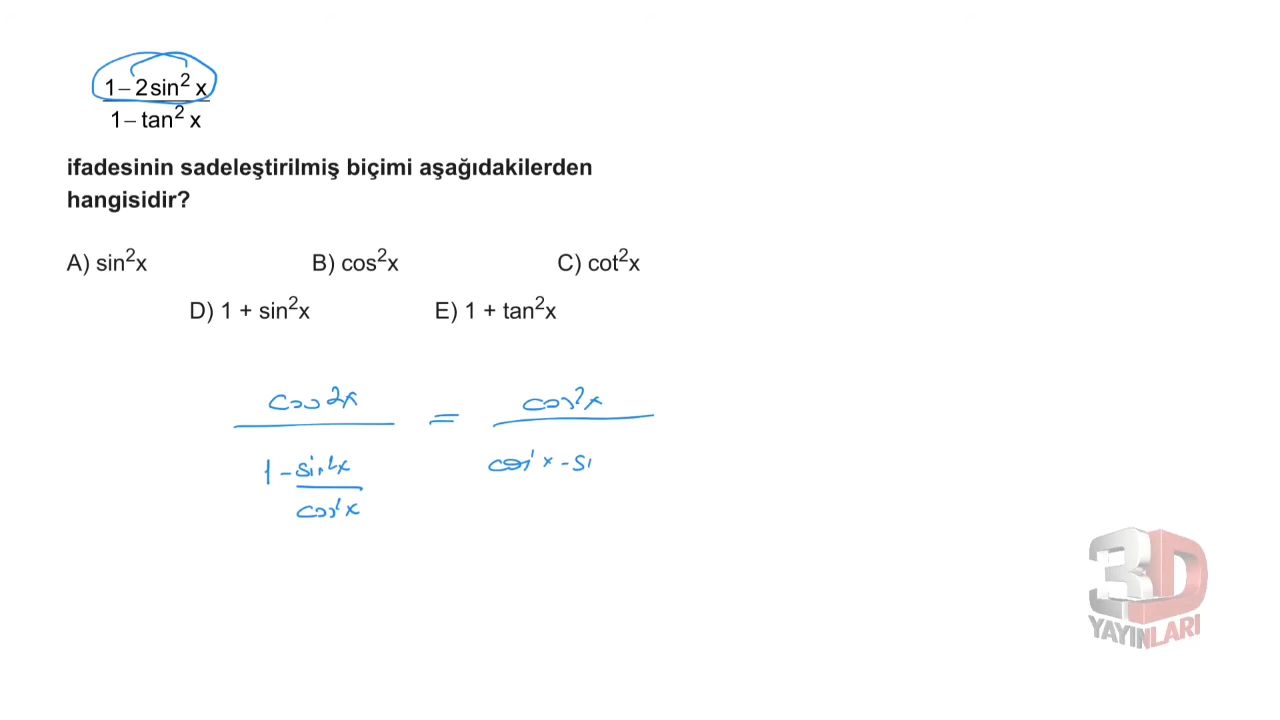 1 – 2sin² x
1 – tan² x
ifadesinin sadeleştirilmiş biçimi aşağıdakilerden
hangisidir?
A) sin²x B) cos²x C) cot²x
D) 1 + sin²x E) 1 + tan²x
cos 2x = cos2x
1 – sin²x cos²x – si
cos²x
3D
YAYINLARI